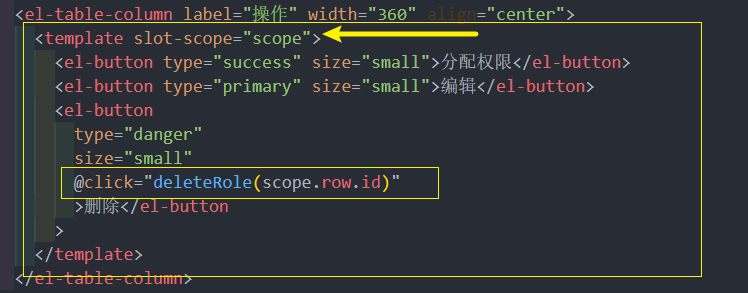 <el-table-column label="操作" width="360" align="center">
<template slot-scope="scope">
<el-button type="success" size="small">分配权限</el-button>
<el-button type="primary" size="small">编辑</el-button>
<el-button
type="danger"
size="small"
@click="deleteRole(scope.row.id)"
>删除</el-button
>
</template>
</el-table-column>